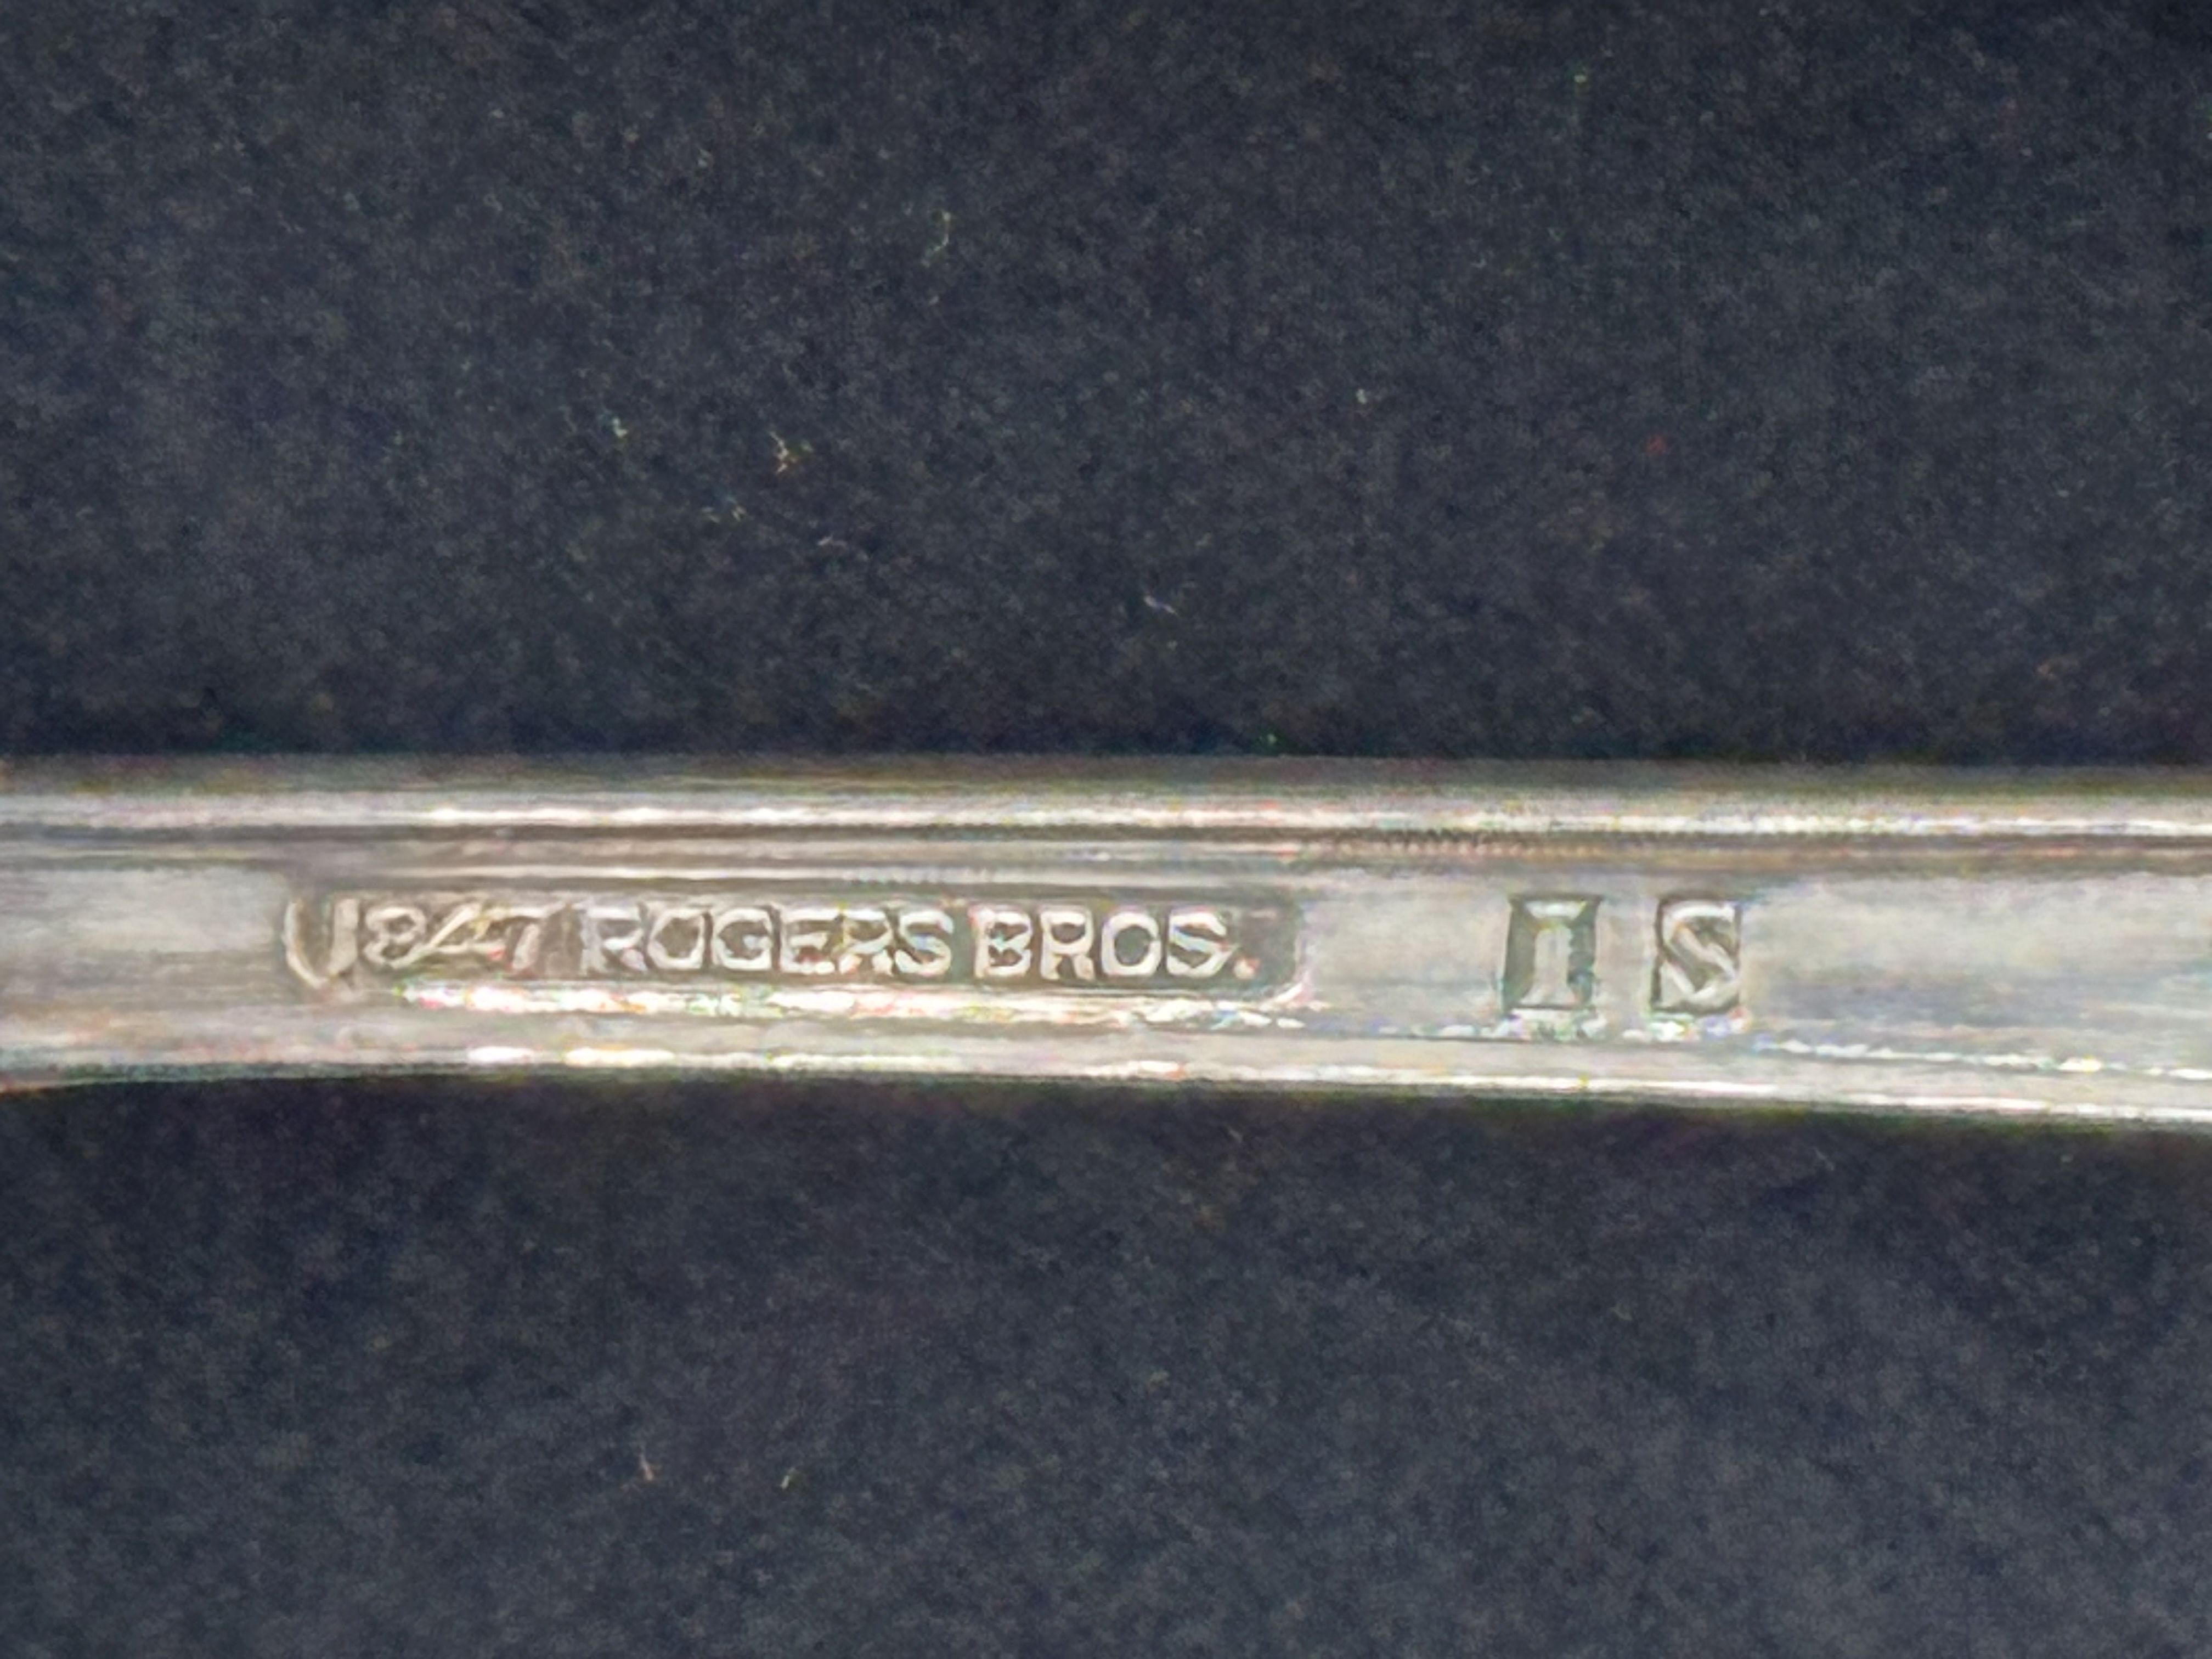 1847 ROGERS BROS. I S